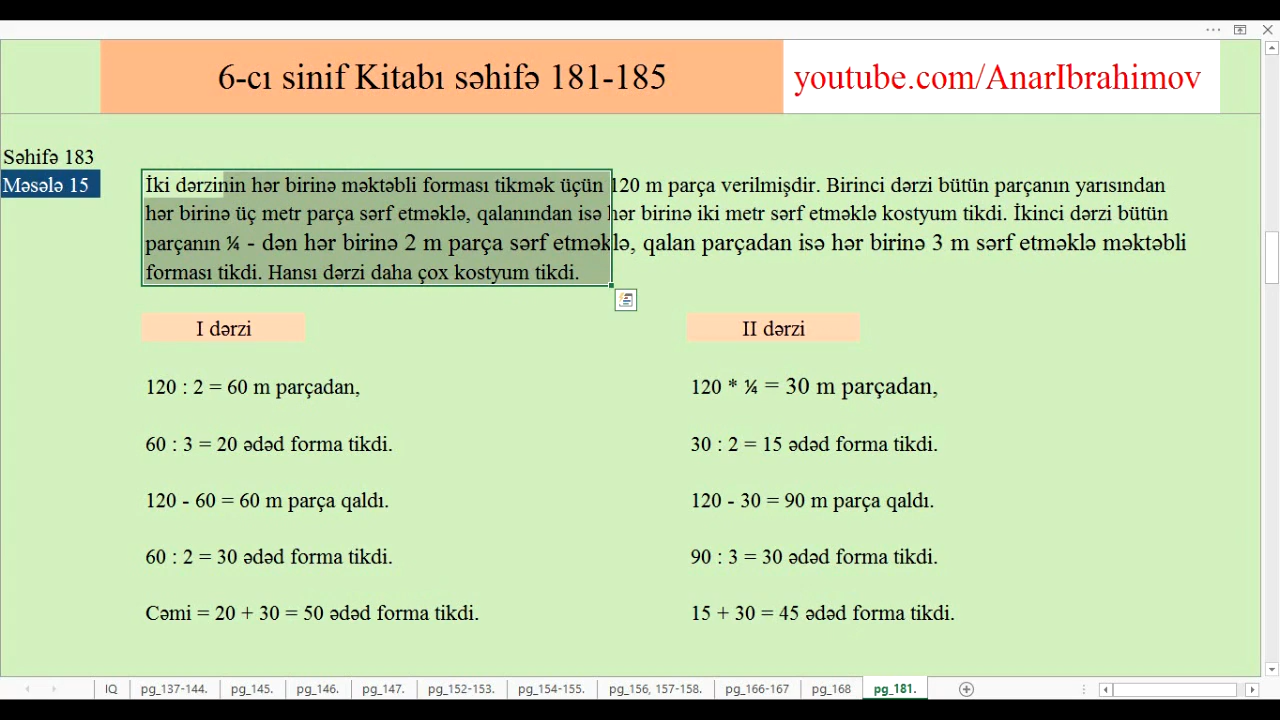 6-cı sinif Kitabı səhifə 181-185
youtube.com/AnarIbrahimov
Səhifə 183
Məsələ 15
İki dərzinin hər birinə məktəbli forması tikmək üçün 120 m parça verilmişdir. Birinci dərzi bütün parçanın yarısından
hər birinə üç metr parça sərf etməklə, qalanından isə hər birinə iki metr sərf etməklə kostyum tikdi. İkinci dərzi bütün
parçanın ¼ - dən hər birinə 2 m parça sərf etməklə, qalan parçadan isə hər birinə 3 m sərf etməklə məktəbli
forması tikdi. Hansı dərzi daha çox kostyum tikdi.
I dərzi
120 : 2 = 60 m parçadan,
60 : 3 = 20 ədəd forma tikdi.
120 - 60 = 60 m parça qaldı.
60 : 2 = 30 ədəd forma tikdi.
Cəmi = 20 + 30 = 50 ədəd forma tikdi.
II dərzi
120 * ¼ = 30 m parçadan,
30 : 2 = 15 ədəd forma tikdi.
120 - 30 = 90 m parça qaldı.
90 : 3 = 30 ədəd forma tikdi.
15 + 30 = 45 ədəd forma tikdi.
IQ pg_137-144. pg_145. pg_146. pg_147. pg_152-153. pg_154-155. pg_156, 157-158. pg_166-167 pg_168 pg_181.